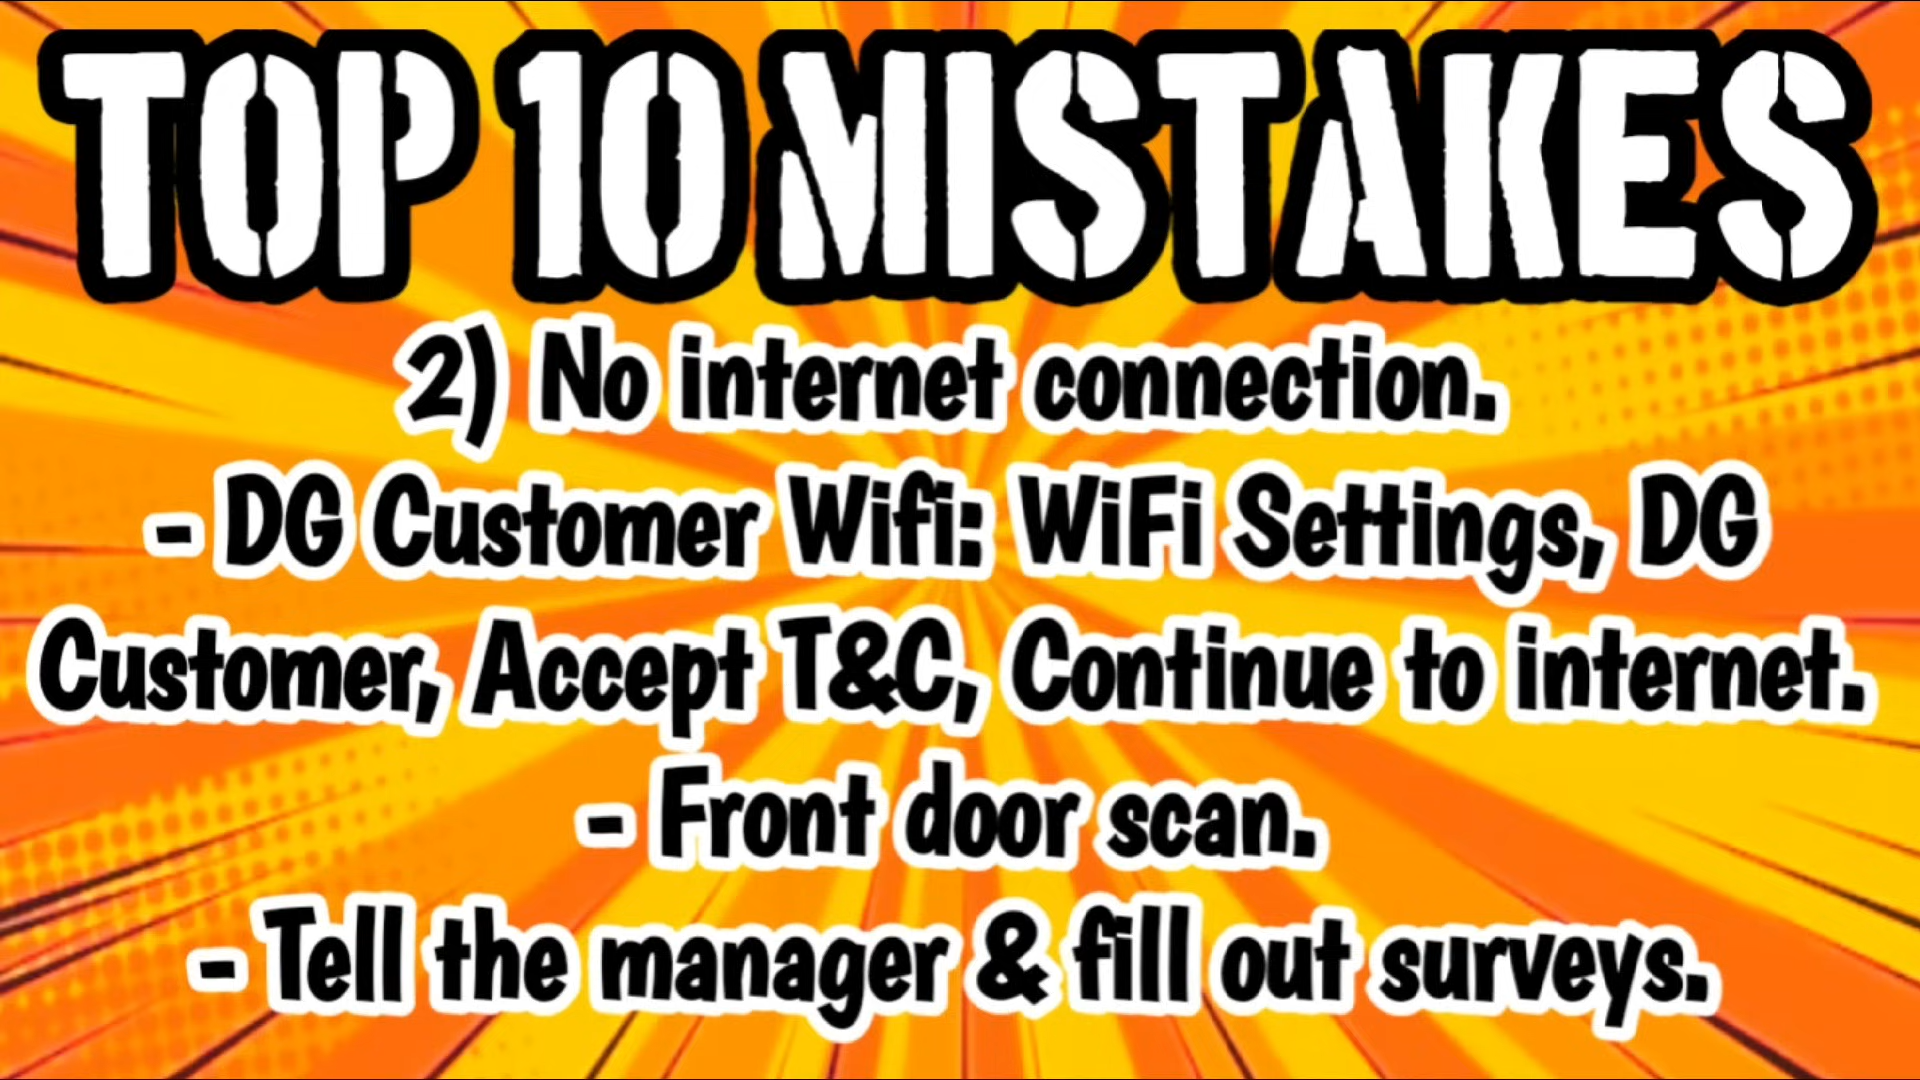 TOP 10 MISTAKES
2) No internet connection.
- DG Customer Wifi: WiFi Settings, DG
Customer, Accept T&C, Continue to internet.
- Front door scan.
- Tell the manager & fill out surveys.